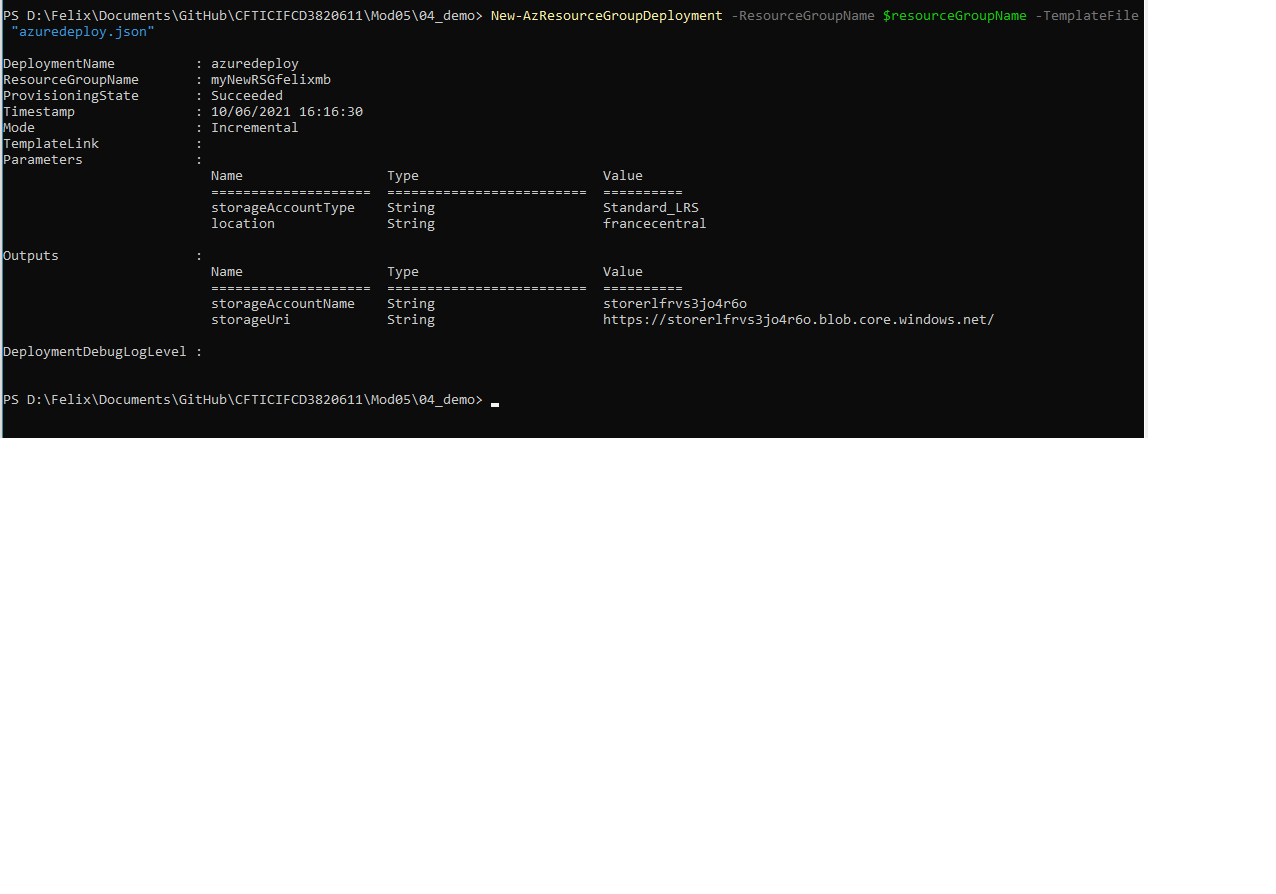 PS D:\Felix\Documents\GitHub\CFTICIFCD3820611\Mod05\04_demo> New-AzResourceGroupDeployment -ResourceGroupName $resourceGroupName -TemplateFile
"azuredeploy.json"
DeploymentName : azuredeploy
ResourceGroupName : myNewRSGfelixmb
ProvisioningState : Succeeded
Timestamp : 10/06/2021 16:16:30
Mode : Incremental
TemplateLink :
Parameters :
Name Type Value
==================== ========================= ==========
storageAccountType String Standard_LRS
location String francecentral
Outputs :
Name Type Value
==================== ========================= ==========
storageAccountName String storerlfrvs3jo4r6o
storageUri String https://storerlfrvs3jo4r6o.blob.core.windows.net/
DeploymentDebugLogLevel :
PS D:\Felix\Documents\GitHub\CFTICIFCD3820611\Mod05\04_demo>